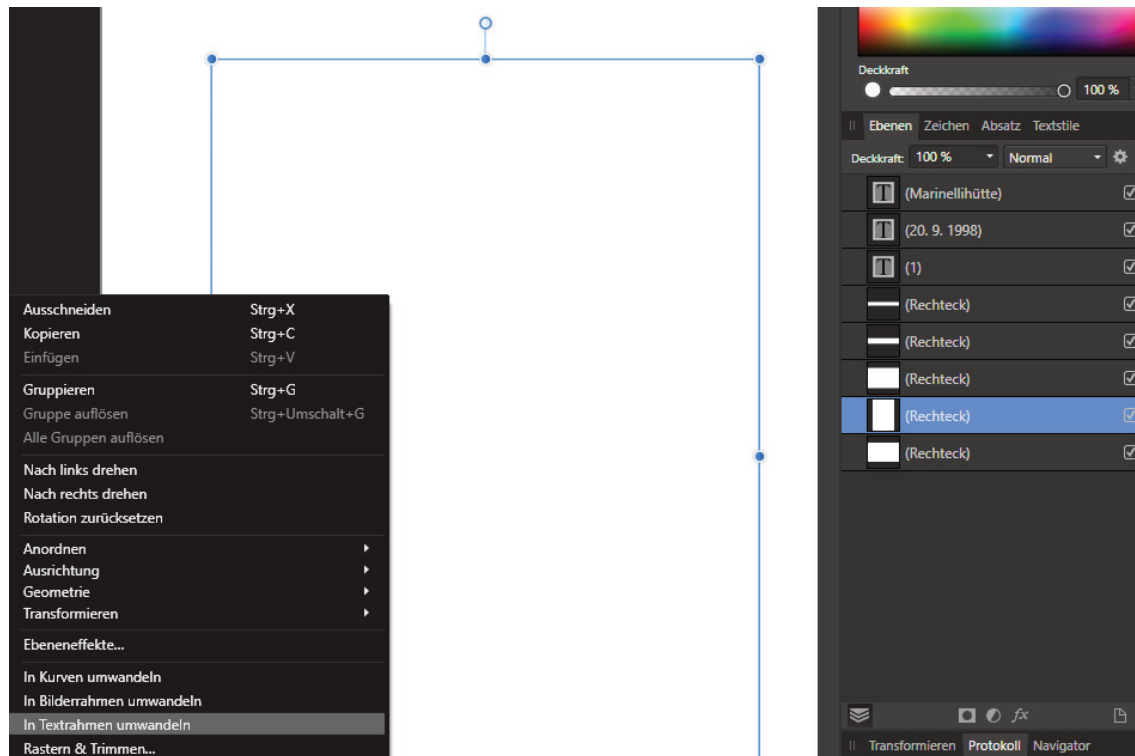 Deckkraft
100 %
Ebenen Zeichen Absatz Textstile
Deckkraft: 100 % Normal
(Marinellihütte)
(20. 9. 1998)
(1)
(Rechteck)
(Rechteck)
(Rechteck)
(Rechteck)
(Rechteck)
Ausschneiden Strg+X
Kopieren Strg+C
Einfügen Strg+V
Gruppieren Strg+G
Gruppe auflösen Strg+Umschalt+G
Alle Gruppen auflösen
Nach links drehen
Nach rechts drehen
Rotation zurücksetzen
Anordnen
Ausrichtung
Geometrie
Transformieren
Ebeneneffekte...
In Kurven umwandeln
In Bilderrahmen umwandeln
In Textrahmen umwandeln
Rastern & Trimmen...
fx
Transformieren Protokoll Navigator